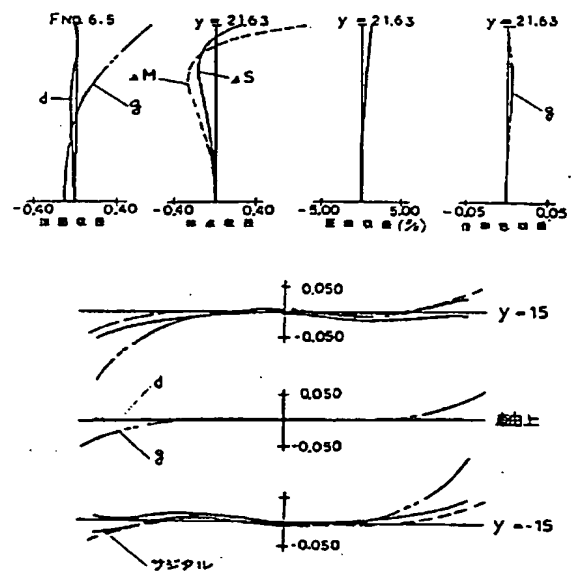 FNO. 6.5
y = 21.63
y = 21.63
y = 21.63
ΔM
ΔS
d
g
g
-0.40 0.40
-0.40 0.40
-5.00 5.00
-0.05 0.05
(%)
0.050
y = 15
-0.050
d
0.050
軸上
g
-0.050
y = -15
-0.050
サジタル